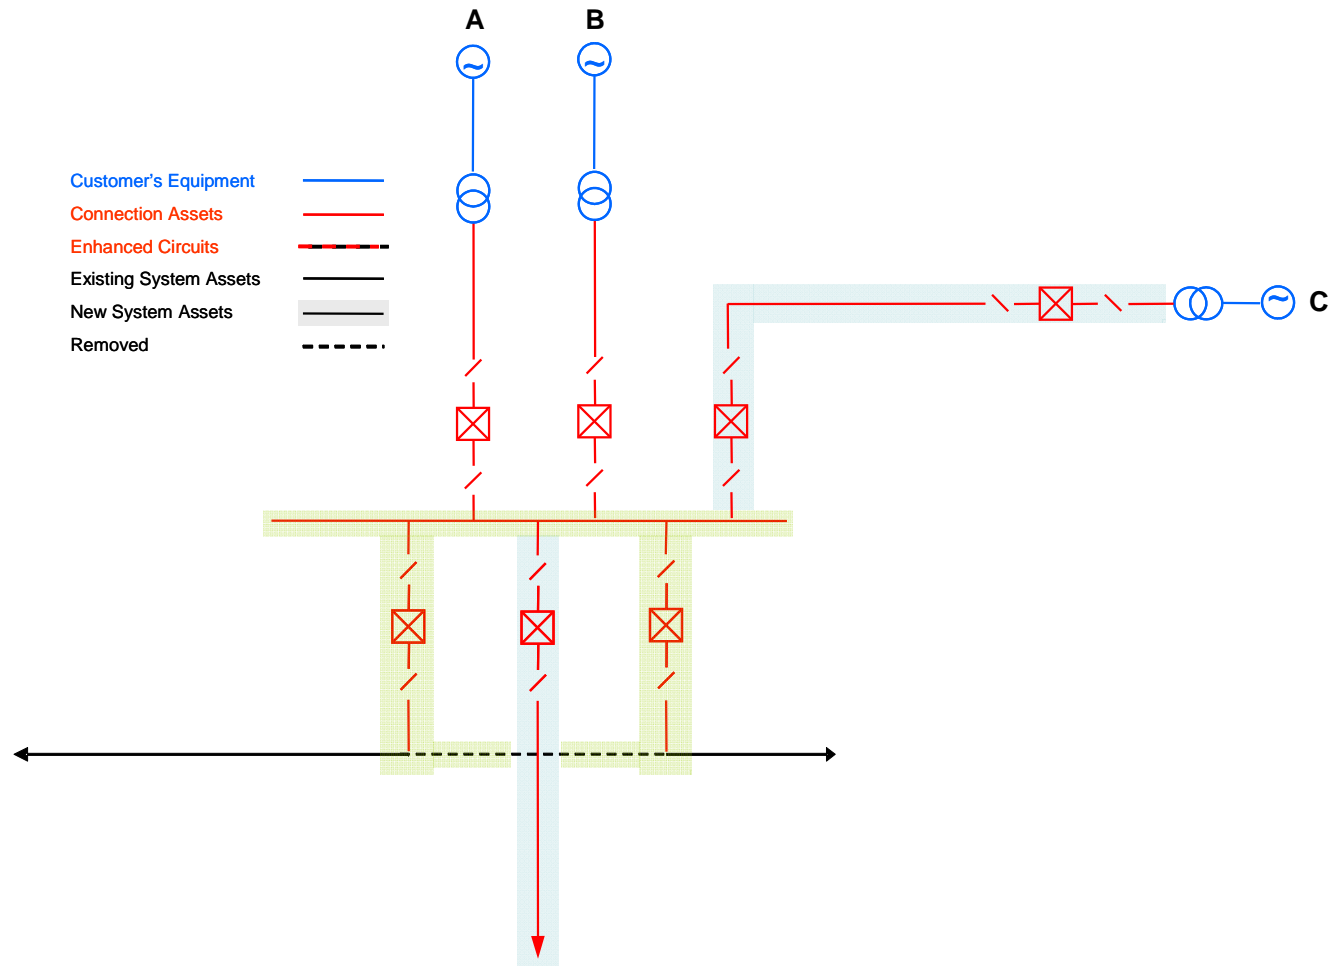 A B
Customer's Equipment
Connection Assets
Enhanced Circuits
Existing System Assets
New System Assets
Removed
C